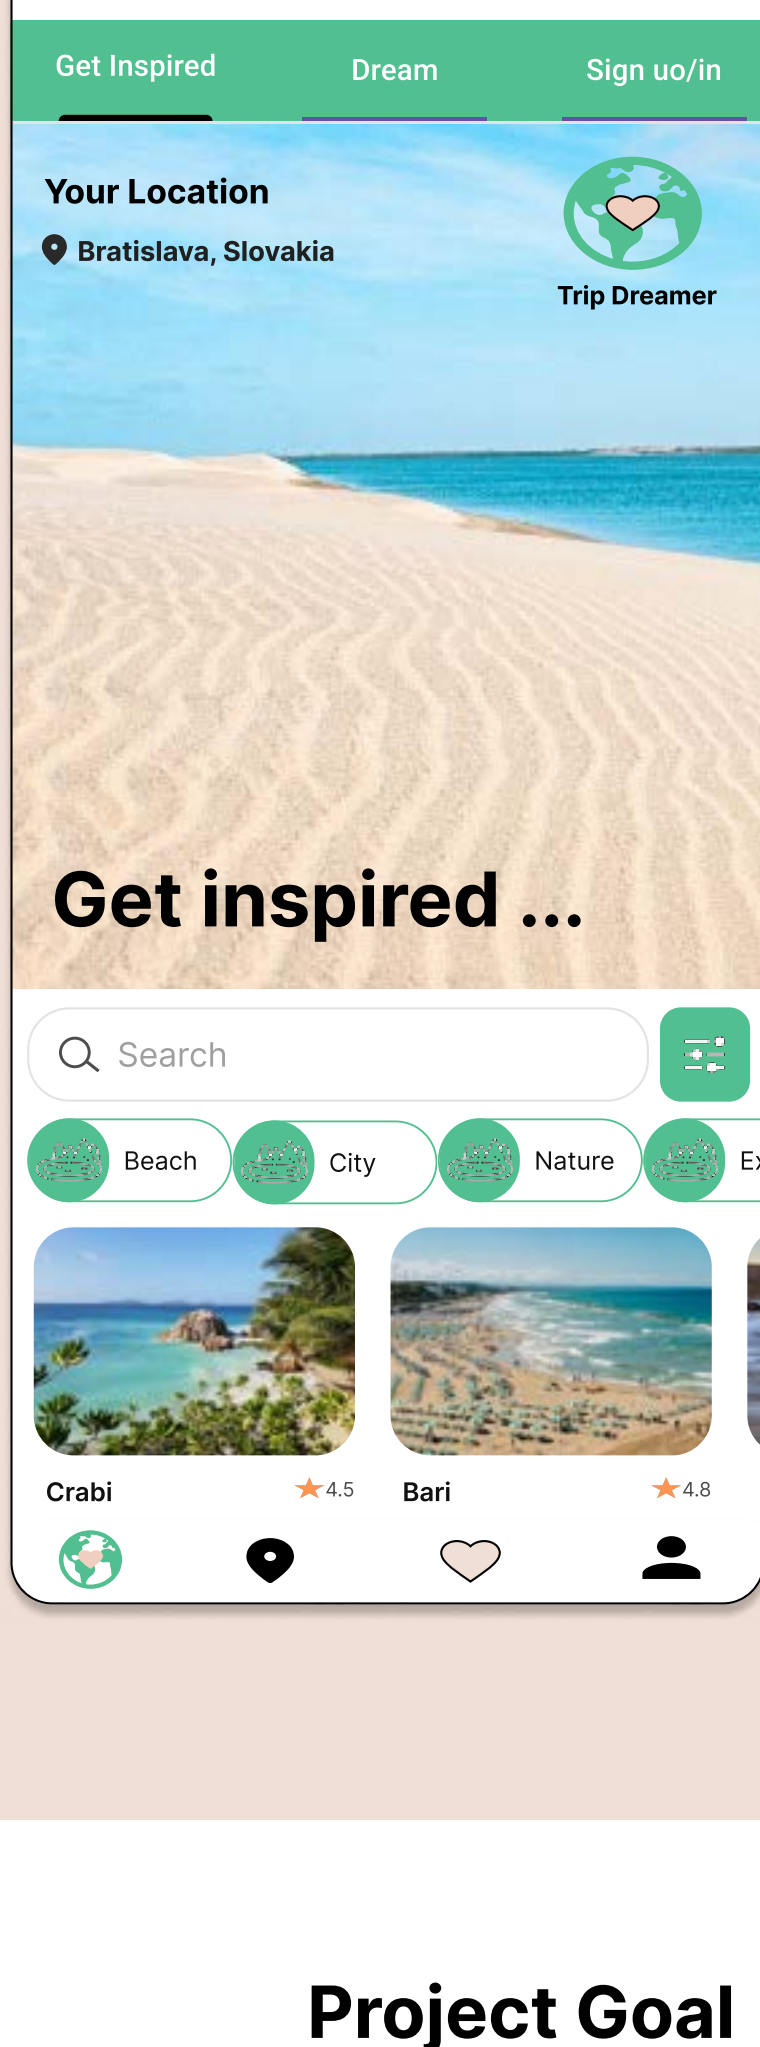 Get Inspired
Dream
Sign uo/in
Your Location
Bratislava, Slovakia
Trip Dreamer
Get inspired ...
Search
Beach
City
Nature
Crabi
4.5
Bari
4.8
Project Goal